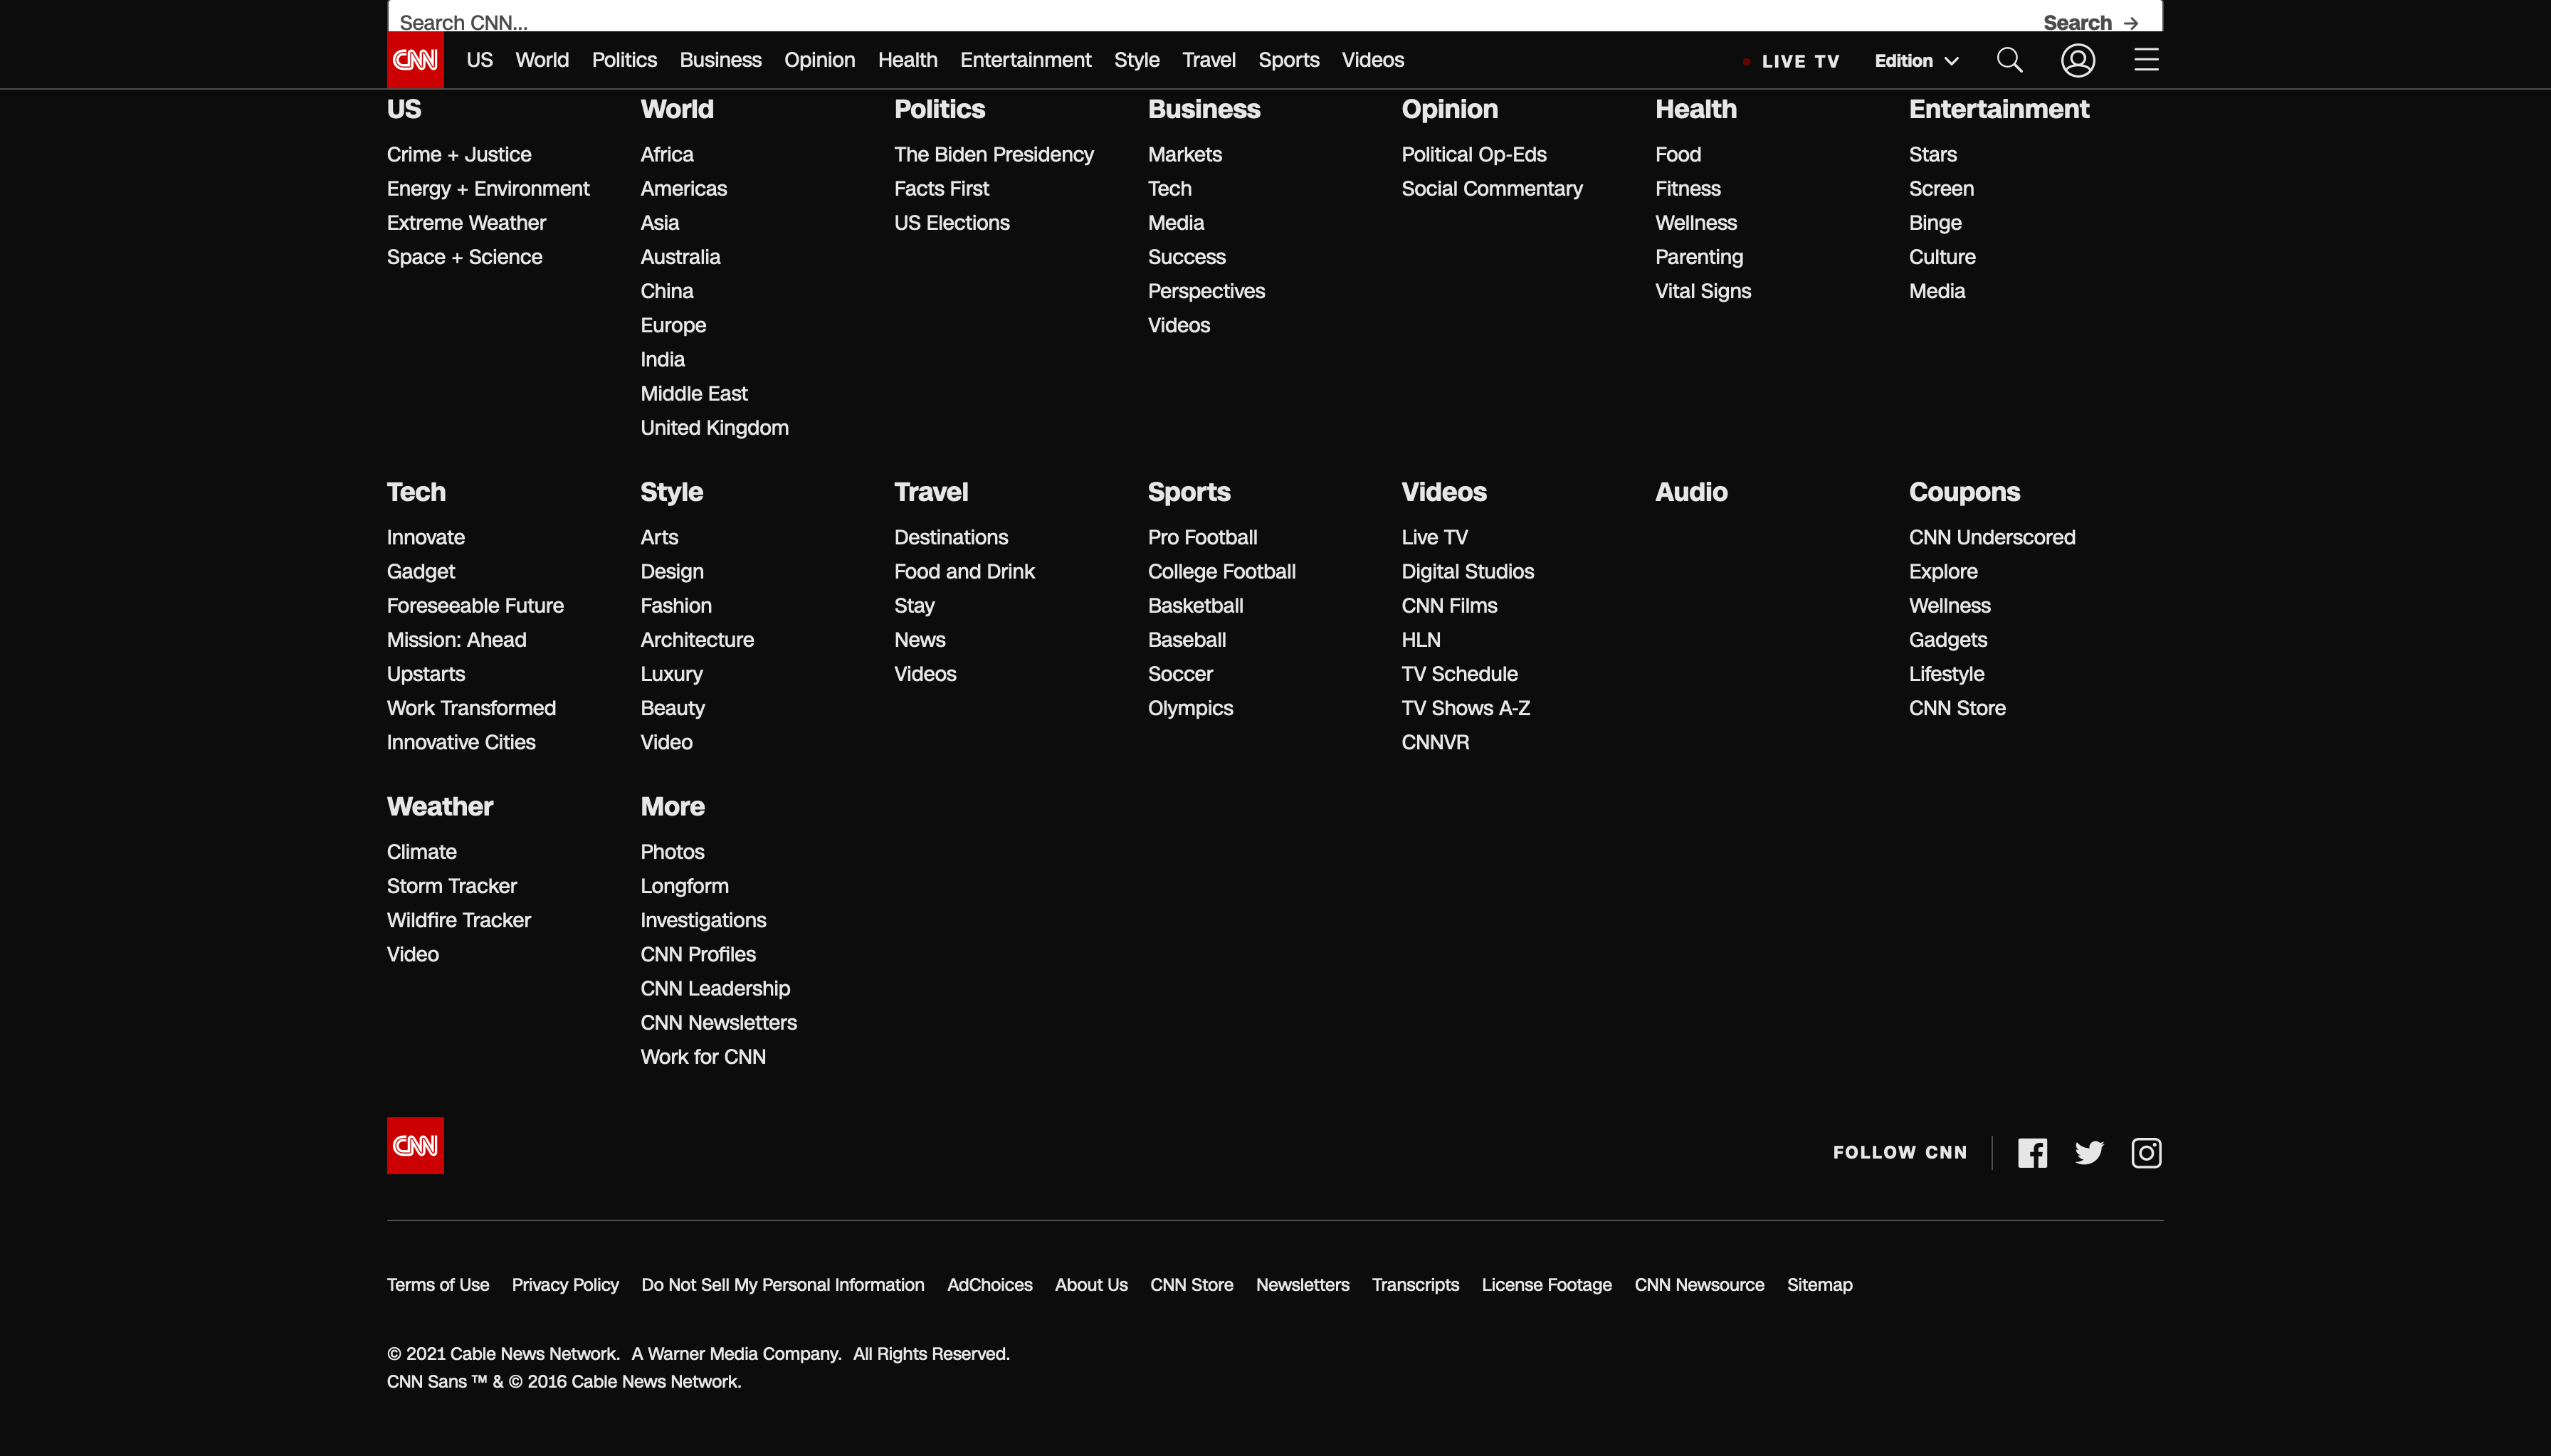 Search CNN... Search
CNN US World Politics Business Opinion Health Entertainment Style Travel Sports Videos LIVE TV Edition
US
Crime + Justice
Energy + Environment
Extreme Weather
Space + Science
World
Africa
Americas
Asia
Australia
China
Europe
India
Middle East
United Kingdom
Politics
The Biden Presidency
Facts First
US Elections
Business
Markets
Tech
Media
Success
Perspectives
Videos
Opinion
Political Op-Eds
Social Commentary
Health
Food
Fitness
Wellness
Parenting
Vital Signs
Entertainment
Stars
Screen
Binge
Culture
Media
Tech
Innovate
Gadget
Foreseeable Future
Mission: Ahead
Upstarts
Work Transformed
Innovative Cities
Style
Arts
Design
Fashion
Architecture
Luxury
Beauty
Video
Travel
Destinations
Food and Drink
Stay
News
Videos
Sports
Pro Football
College Football
Basketball
Baseball
Soccer
Olympics
Videos
Live TV
Digital Studios
CNN Films
HLN
TV Schedule
TV Shows A-Z
CNNVR
Audio
Coupons
CNN Underscored
Explore
Wellness
Gadgets
Lifestyle
CNN Store
Weather
Climate
Storm Tracker
Wildfire Tracker
Video
More
Photos
Longform
Investigations
CNN Profiles
CNN Leadership
CNN Newsletters
Work for CNN
CNN
FOLLOW CNN
Terms of Use Privacy Policy Do Not Sell My Personal Information AdChoices About Us CNN Store Newsletters Transcripts License Footage CNN Newsource Sitemap
© 2021 Cable News Network. A Warner Media Company. All Rights Reserved.
CNN Sans ™ & © 2016 Cable News Network.